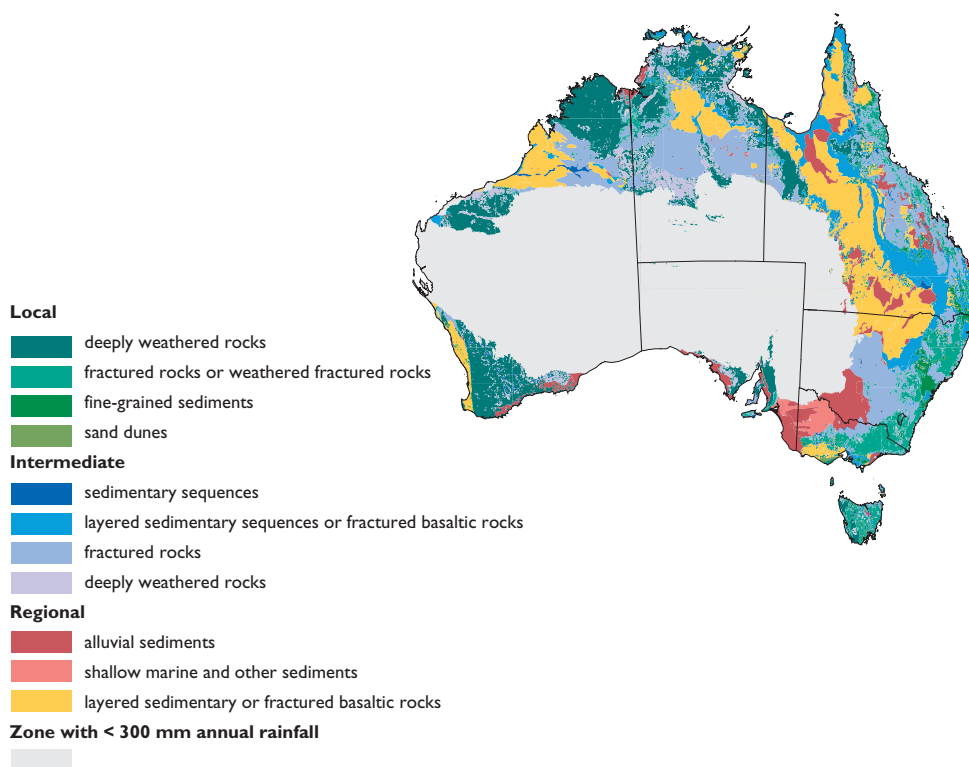 Local
deeply weathered rocks
fractured rocks or weathered fractured rocks
fine-grained sediments
sand dunes
Intermediate
sedimentary sequences
layered sedimentary sequences or fractured basaltic rocks
fractured rocks
deeply weathered rocks
Regional
alluvial sediments
shallow marine and other sediments
layered sedimentary or fractured basaltic rocks
Zone with < 300 mm annual rainfall